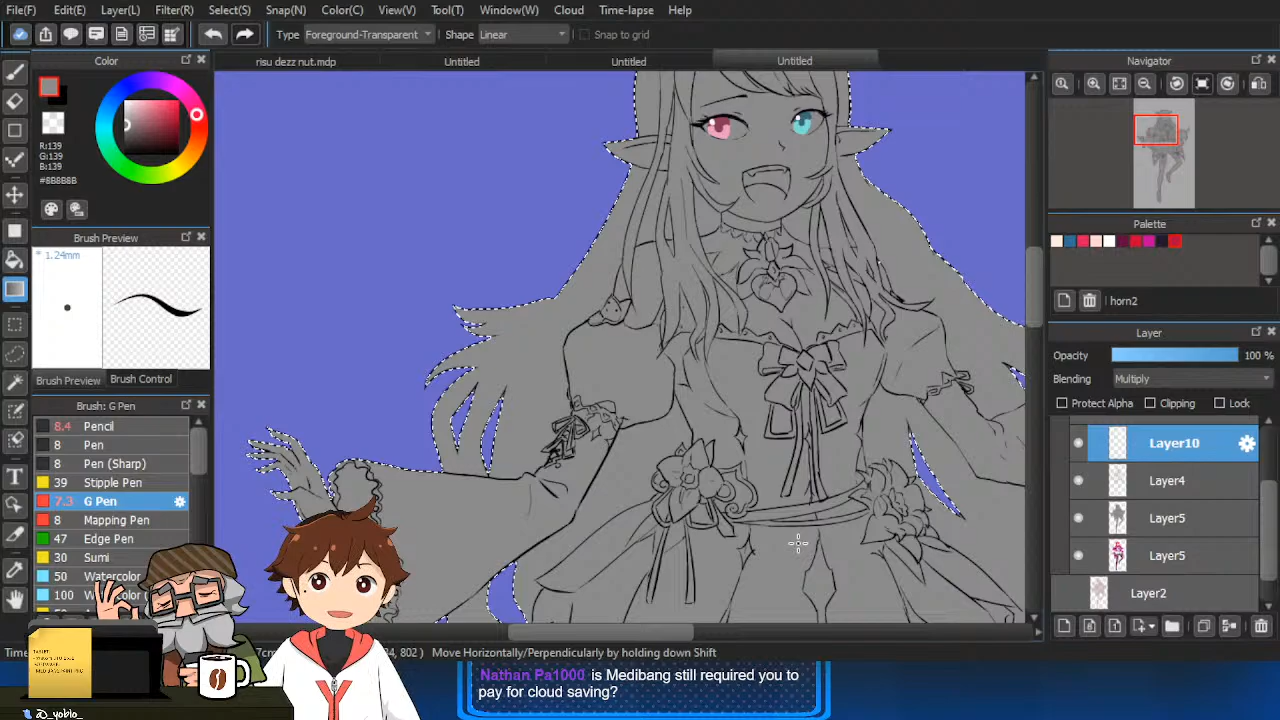 File(F) Edit(E) Layer(L) Filter(R) Select(S) Snap(N) Color(C) View(V) Tool(T) Window(W) Cloud Time-lapse Help
Type Foreground-Transparent Shape Linear Snap to grid
risu dezz nut.mdp Untitled Untitled Untitled
Color
R:139
G:139
B:139
#8B8B8B
Brush Preview
* 1.24mm
Brush Preview Brush Control
Brush: G Pen
8.4 Pencil
8 Pen
8 Pen (Sharp)
39 Stipple Pen
7.3 G Pen
8 Mapping Pen
47 Edge Pen
30 Sumi
50 Watercolor
100
Navigator
Palette
horn2
Layer
Opacity 100 %
Blending Multiply
Protect Alpha Clipping Lock
Layer10
Layer4
Layer5
Layer5
Layer2
802 ) Move Horizontally/Perpendicularly by holding down Shift
Nathan Pa1000 is Medibang still required you to
pay for cloud saving?